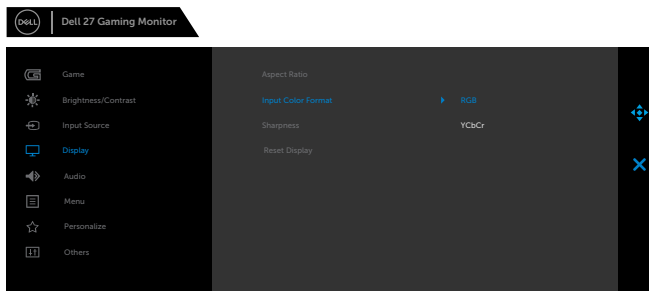 DELL
Dell 27 Gaming Monitor
Game
Aspect Ratio
Brightness/Contrast
Input Color Format
RGB
Input Source
Sharpness
YCbCr
Display
Reset Display
Audio
Menu
Personalize
Others